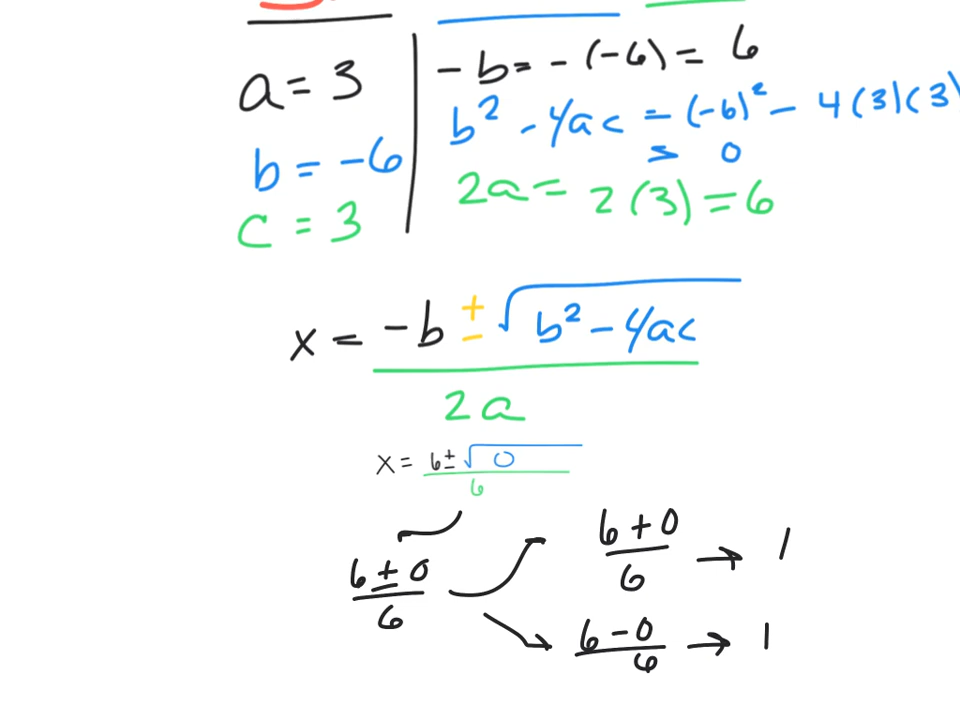 a = 3
b = -6
c = 3
-b = -(-6) = 6
b² - 4ac = (-6)² - 4(3)(3)
= 0
2a = 2(3) = 6
x = (-b ± √(b² - 4ac)) / 2a
x = (6 ± √0) / 6
(6 ± 0) / 6
(6 + 0) / 6 → 1
(6 - 0) / 6 → 1